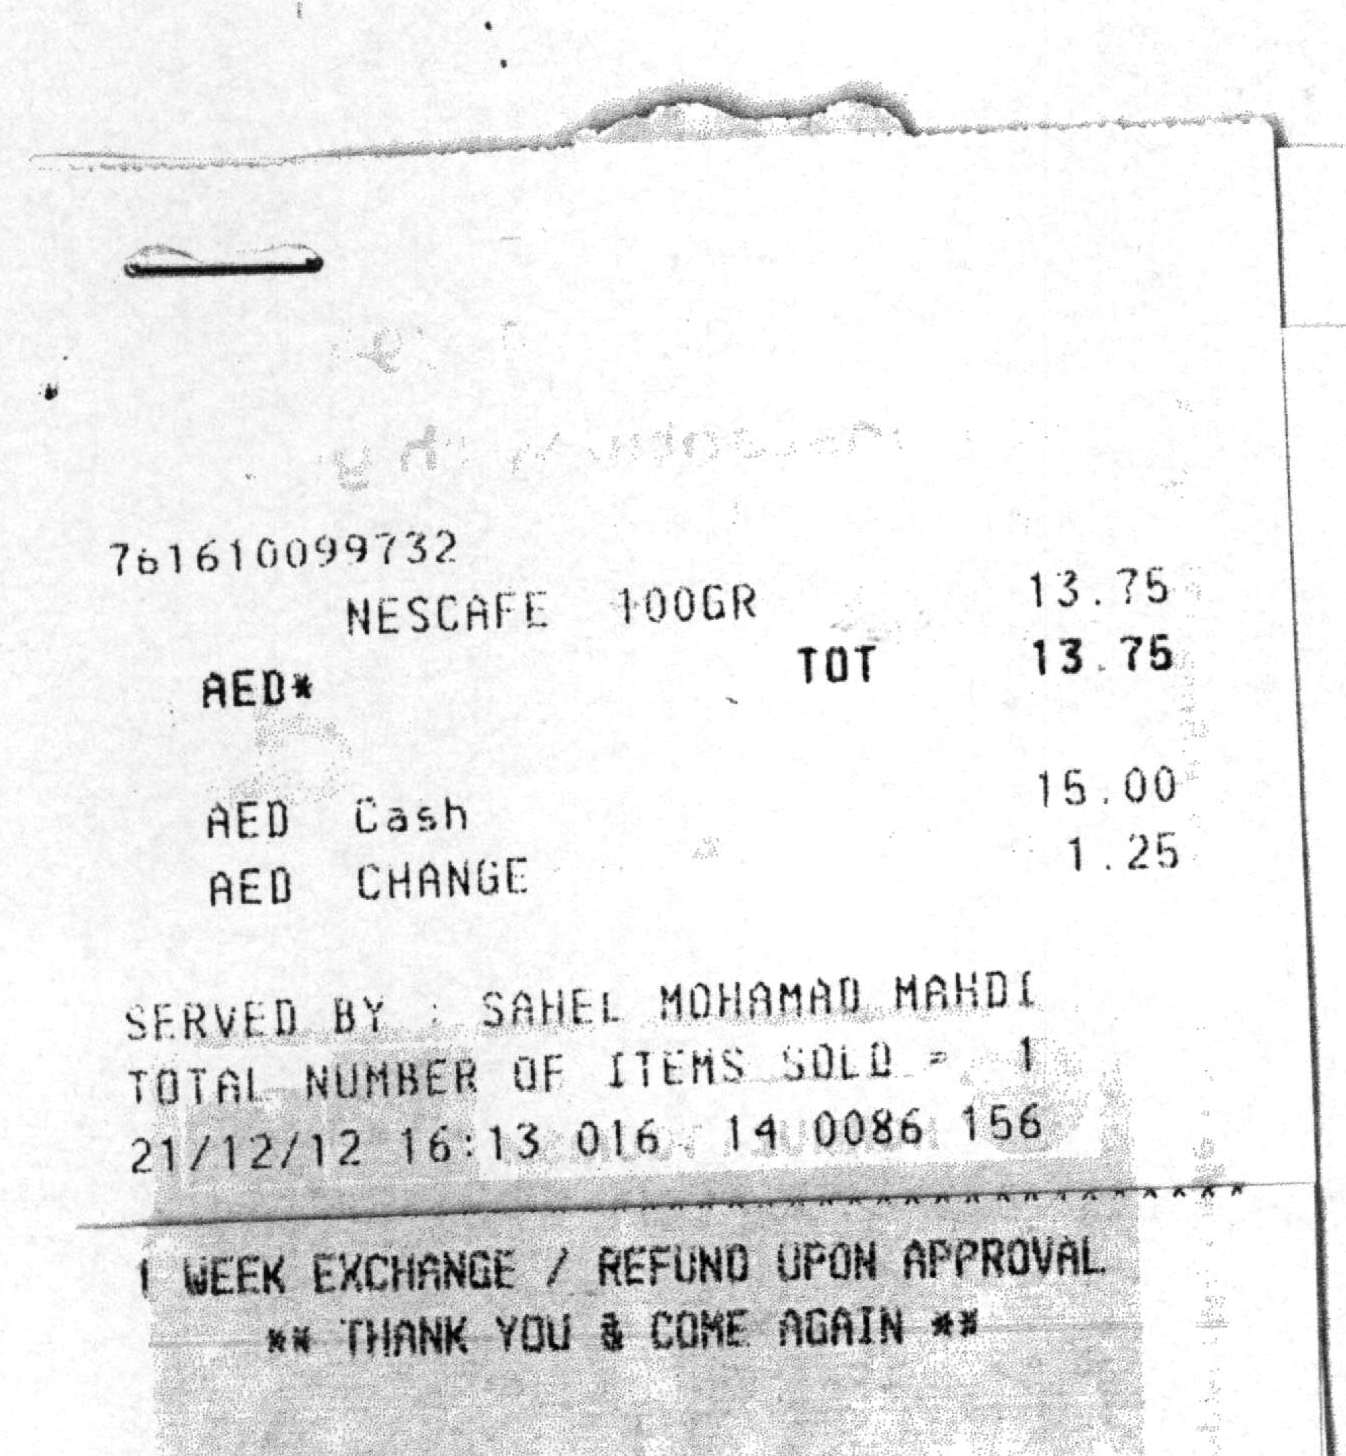 761610099732
NESCAFE 100GR 13.75
AED* TOT 13.75
AED Cash 15.00
AED CHANGE 1.25
SERVED BY : SAHEL MOHAMAD MAHDI
TOTAL NUMBER OF ITEMS SOLD = 1
21/12/12 16:13 016 14 0086 156
1 WEEK EXCHANGE / REFUND UPON APPROVAL
** THANK YOU & COME AGAIN **